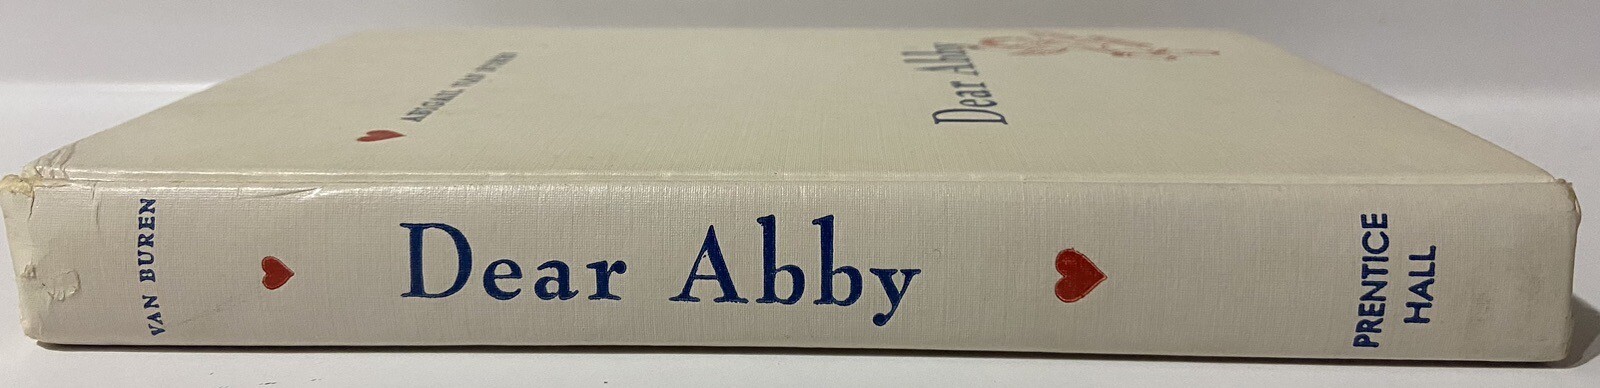 ABIGAIL VAN BUREN
Dear Abby
VAN BUREN
Dear Abby
PRENTICE
HALL